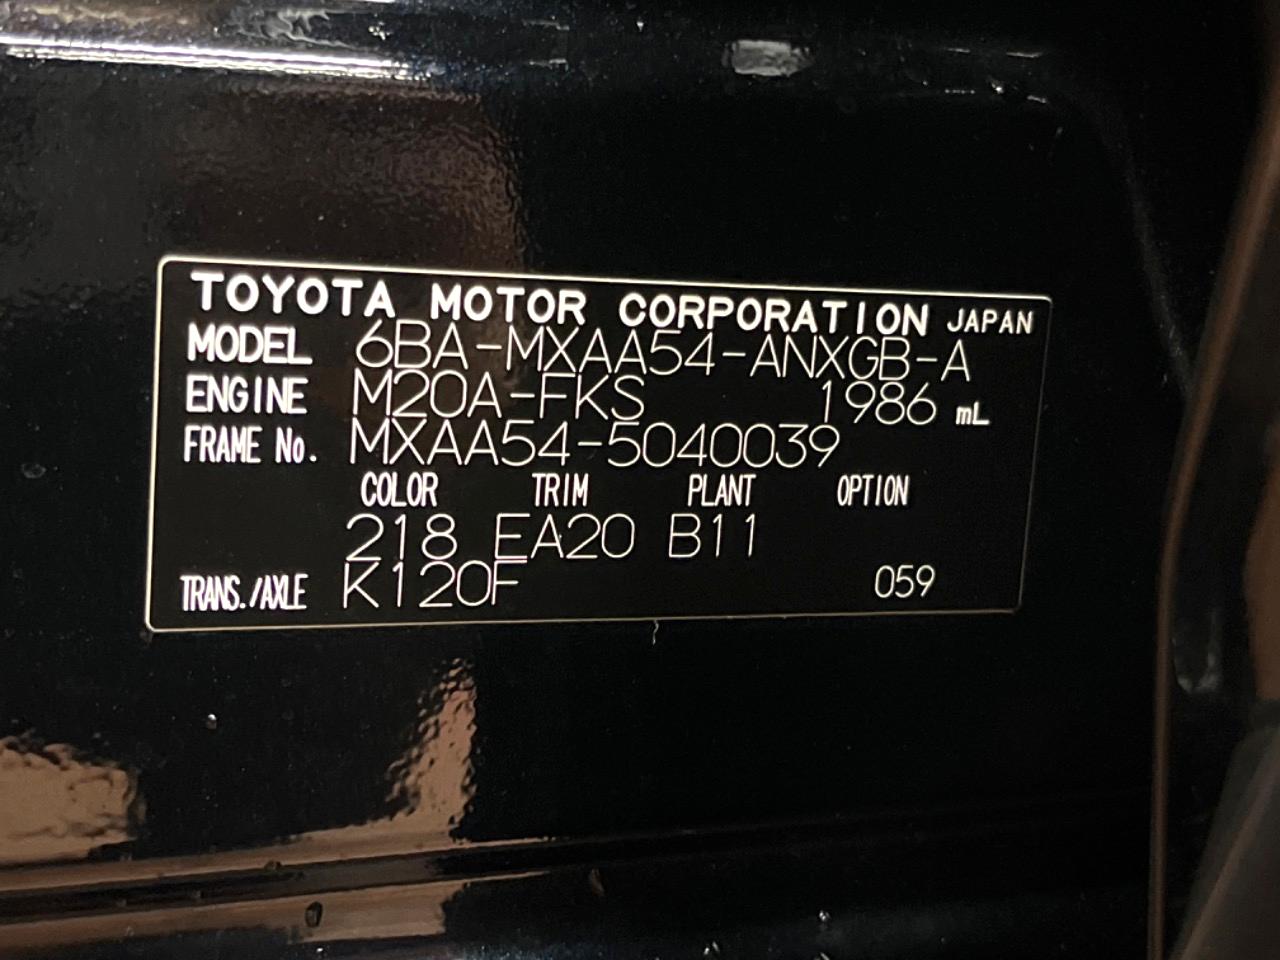 TOYOTA MOTOR CORPORATION JAPAN
MODEL 6BA-MXAA54-ANXGB-A
ENGINE M20A-FKS 1986 mL
FRAME No. MXAA54-5040039
COLOR TRIM PLANT OPTION
218 EA20 B11
TRANS./AXLE K120F 059